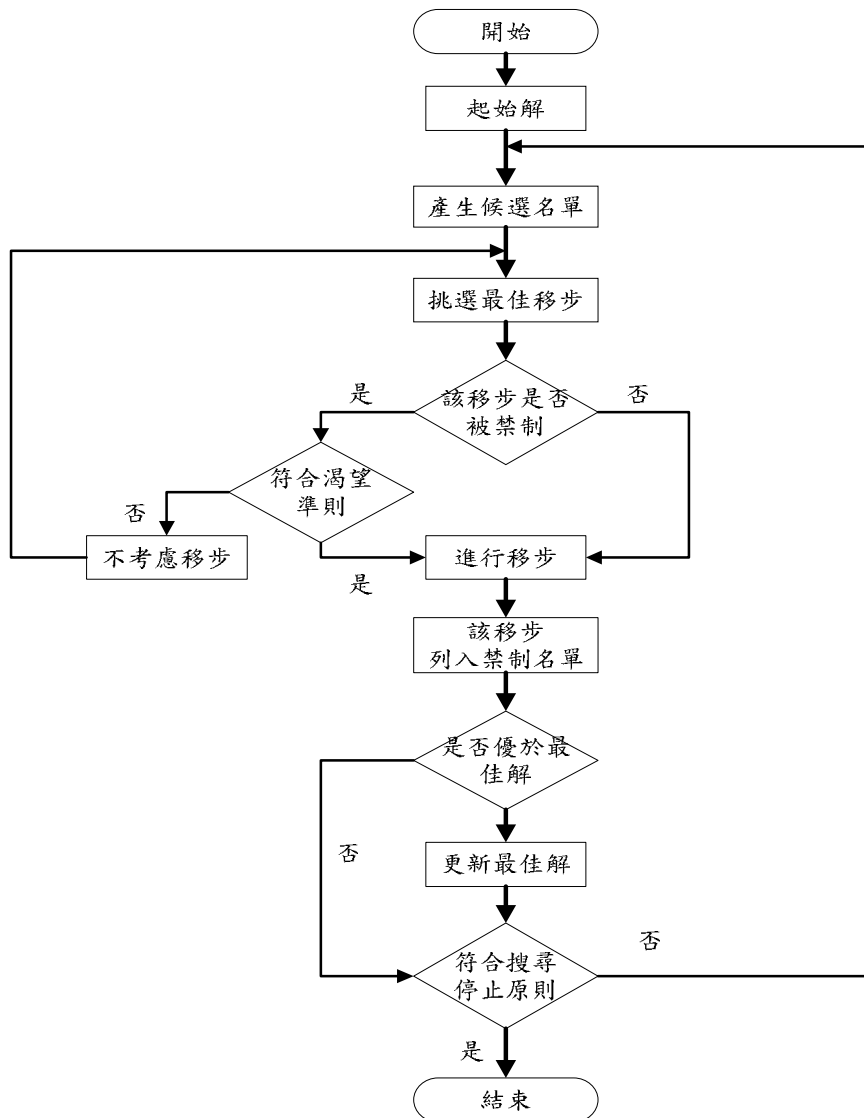 開始
起始解
產生候選名單
挑選最佳移步
是
該移步是否
被禁制
否
符合渴望
準則
否
不考慮移步
是
進行移步
該移步
列入禁制名單
是否優於最
佳解
否
更新最佳解
符合搜尋
停止原則
否
是
結束